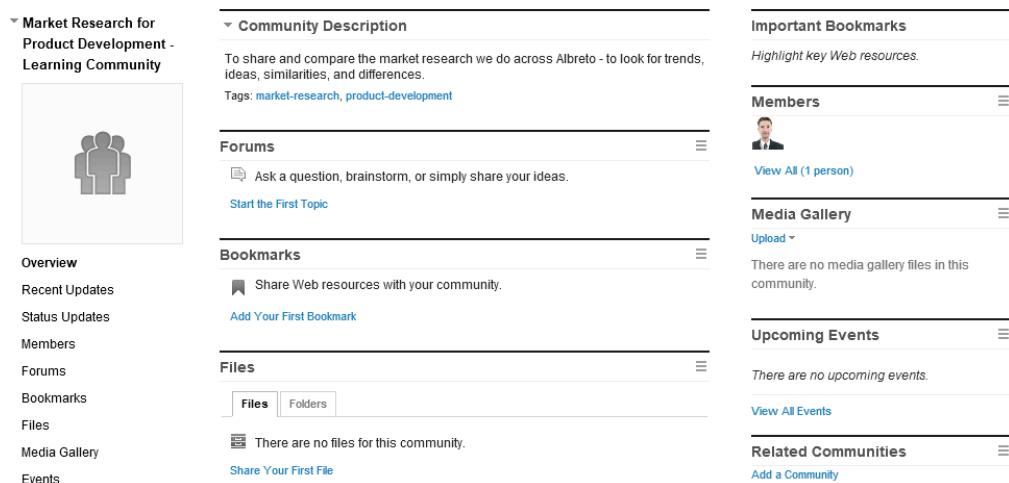 Market Research for
Product Development -
Learning Community
Overview
Recent Updates
Status Updates
Members
Forums
Bookmarks
Files
Media Gallery
Events
Community Description
To share and compare the market research we do across Albreto - to look for trends,
ideas, similarities, and differences.
Tags: market-research, product-development
Forums
Ask a question, brainstorm, or simply share your ideas.
Start the First Topic
Bookmarks
Share Web resources with your community.
Add Your First Bookmark
Files
Files Folders
There are no files for this community.
Share Your First File
Important Bookmarks
Highlight key Web resources.
Members
View All (1 person)
Media Gallery
Upload
There are no media gallery files in this
community.
Upcoming Events
There are no upcoming events.
View All Events
Related Communities
Add a Community